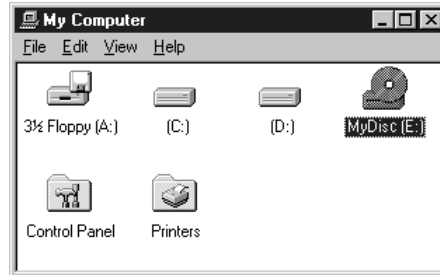 My Computer
File Edit View Help
3½ Floppy (A:) (C:) (D:) MyDisc (E:)
Control Panel Printers